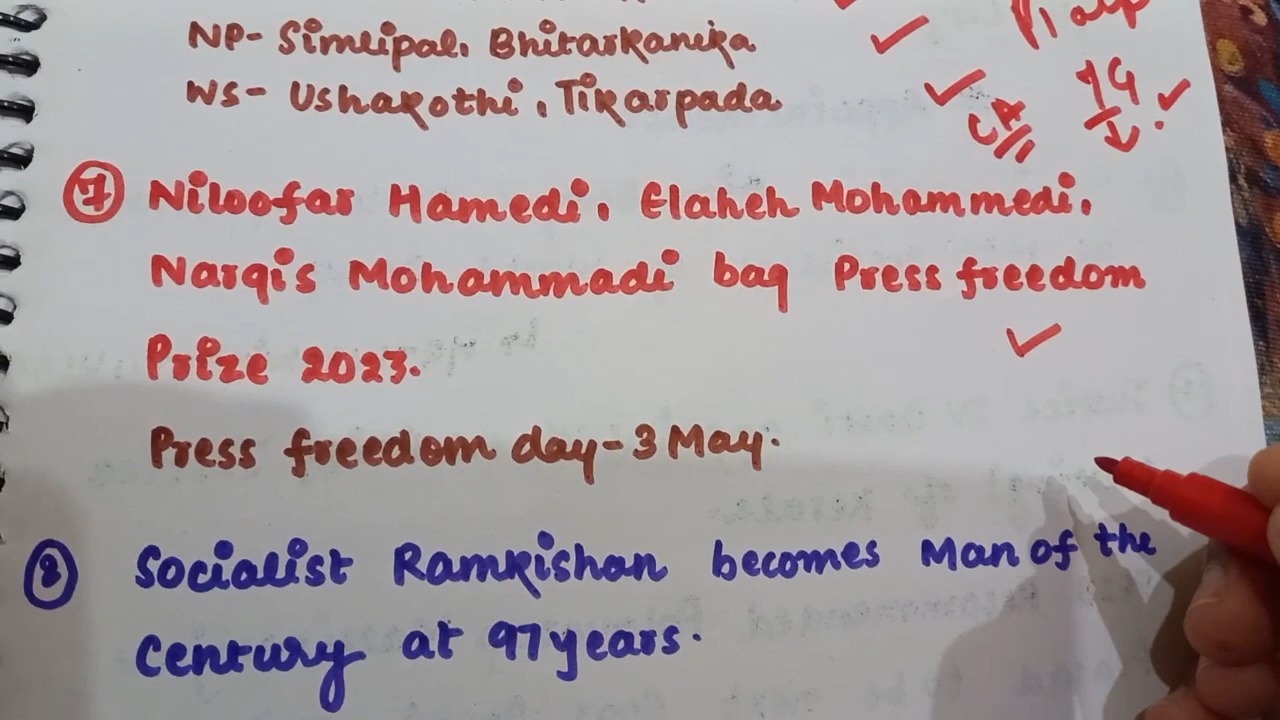 NP- Simlipal, Bhitarkanika
WS- Ushakothi, Tikarpada
CA
⑦ Niloofar Hamedi, Elaheh Mohammedi,
Nargis Mohammadi bag Press freedom
Prize 2023.
Press freedom day- 3 May.
⑧ Socialist Ramkishan becomes Man of the
Century at 97 years.